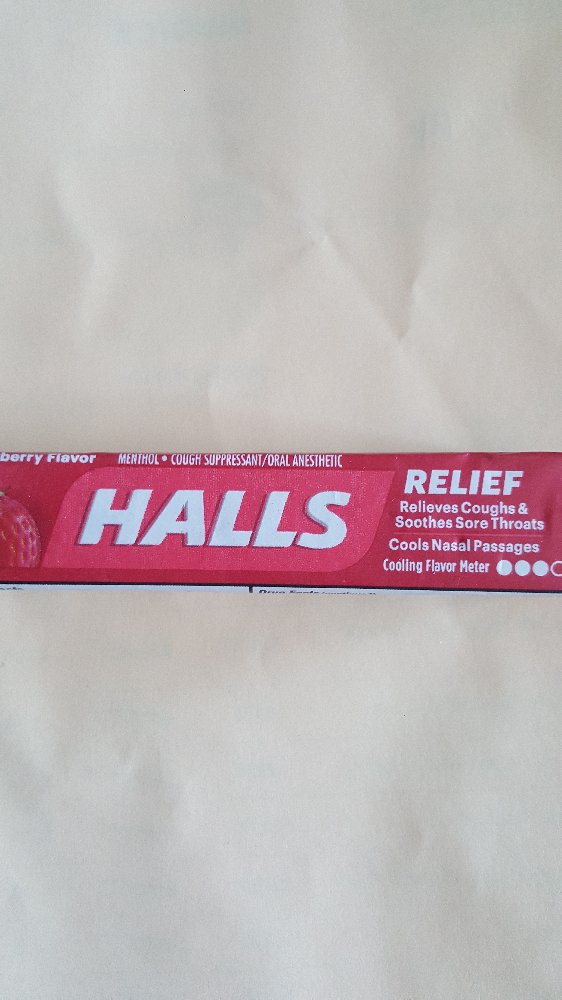 berry Flavor
MENTHOL • COUGH SUPPRESSANT/ORAL ANESTHETIC
HALLS
RELIEF
Relieves Coughs &
Soothes Sore Throats
Cools Nasal Passages
Cooling Flavor Meter